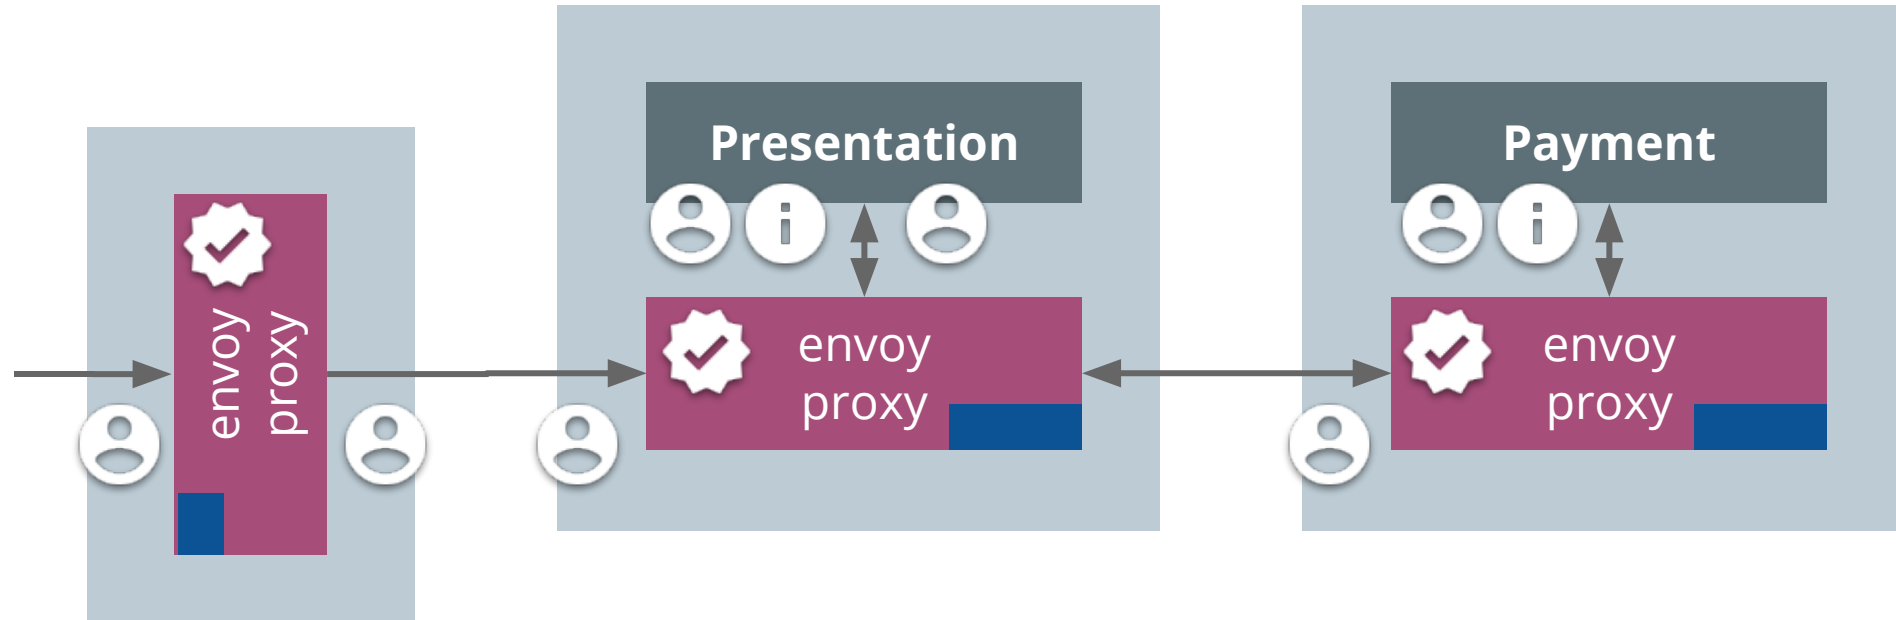 envoy
proxy
Presentation
envoy
proxy
Payment
envoy
proxy